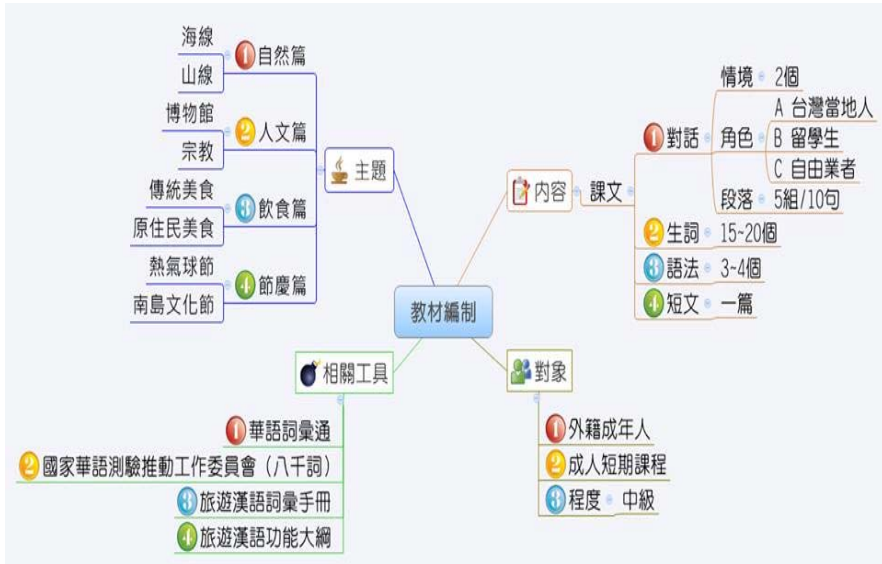 教材編制
主題
1 自然篇
海線
山線
2 人文篇
博物館
宗教
3 飲食篇
傳統美食
原住民美食
4 節慶篇
熱氣球節
南島文化節
內容
課文
1 對話
情境 2個
角色
A 台灣當地人
B 留學生
C 自由業者
段落 5組/10句
2 生詞 15~20個
3 語法 3~4個
4 短文 一篇
相關工具
1 華語詞彙通
2 國家華語測驗推動工作委員會（八千詞）
3 旅遊漢語詞彙手冊
4 旅遊漢語功能大綱
對象
1 外籍成年人
2 成人短期課程
3 程度 中級